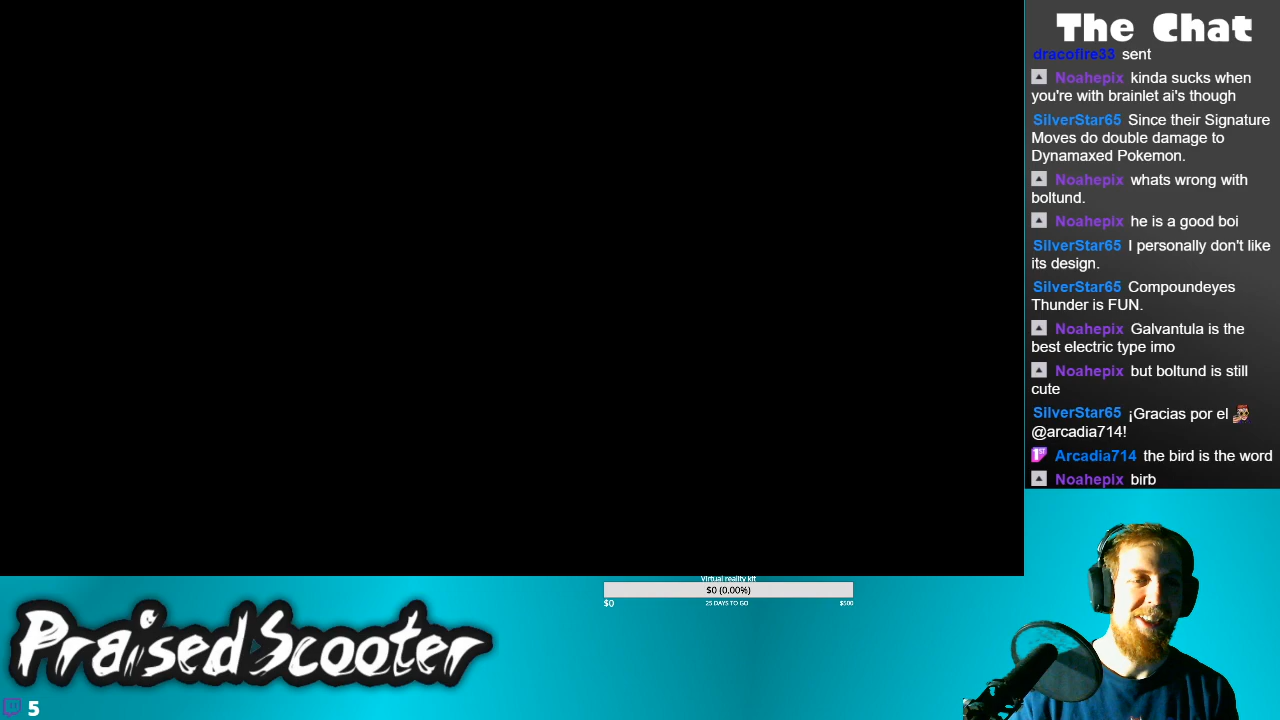 The Chat
dracofire33 sent
Noahepix kinda sucks when
you're with brainlet ai's though
SilverStar65 Since their Signature
Moves do double damage to
Dynamaxed Pokemon.
Noahepix whats wrong with
boltund.
Noahepix he is a good boi
SilverStar65 I personally don't like
its design.
SilverStar65 Compoundeyes
Thunder is FUN.
Noahepix Galvantula is the
best electric type imo
Noahepix but boltund is still
cute
SilverStar65 ¡Gracias por el
@arcadia714!
1ST Arcadia714 the bird is the word
Noahepix birb
Virtual reality kit
$0 (0.00%)
$0 25 DAYS TO GO $500
PraisedScooter
5